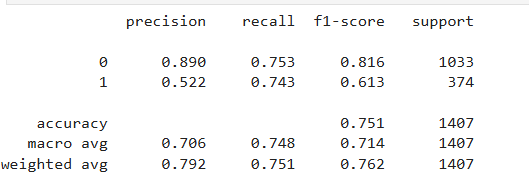 precision recall f1-score support
0 0.890 0.753 0.816 1033
1 0.522 0.743 0.613 374
accuracy 0.751 1407
macro avg 0.706 0.748 0.714 1407
weighted avg 0.792 0.751 0.762 1407